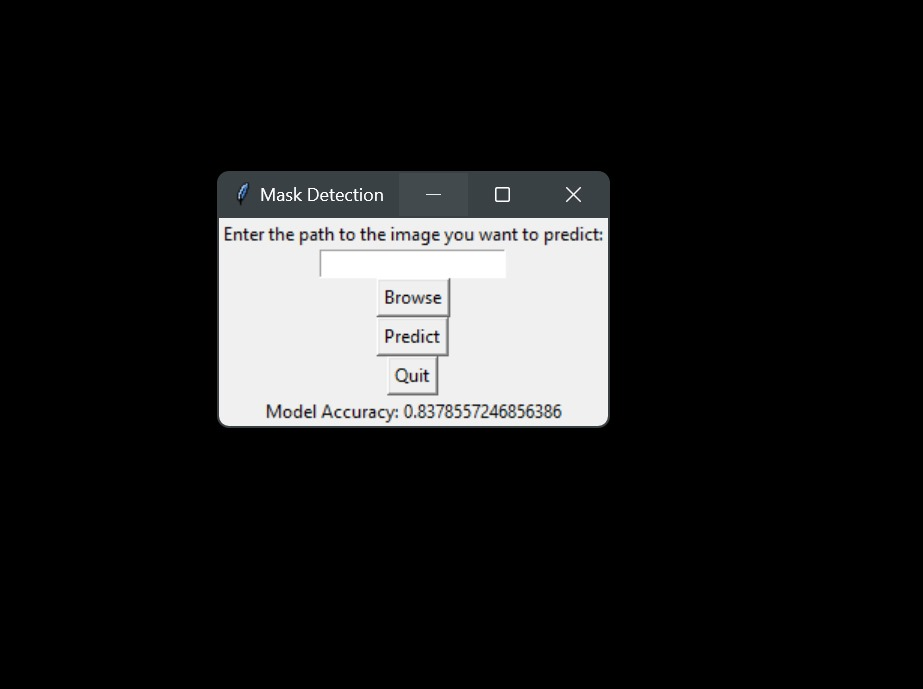 Mask Detection
Enter the path to the image you want to predict:
Browse
Predict
Quit
Model Accuracy: 0.8378557246856386